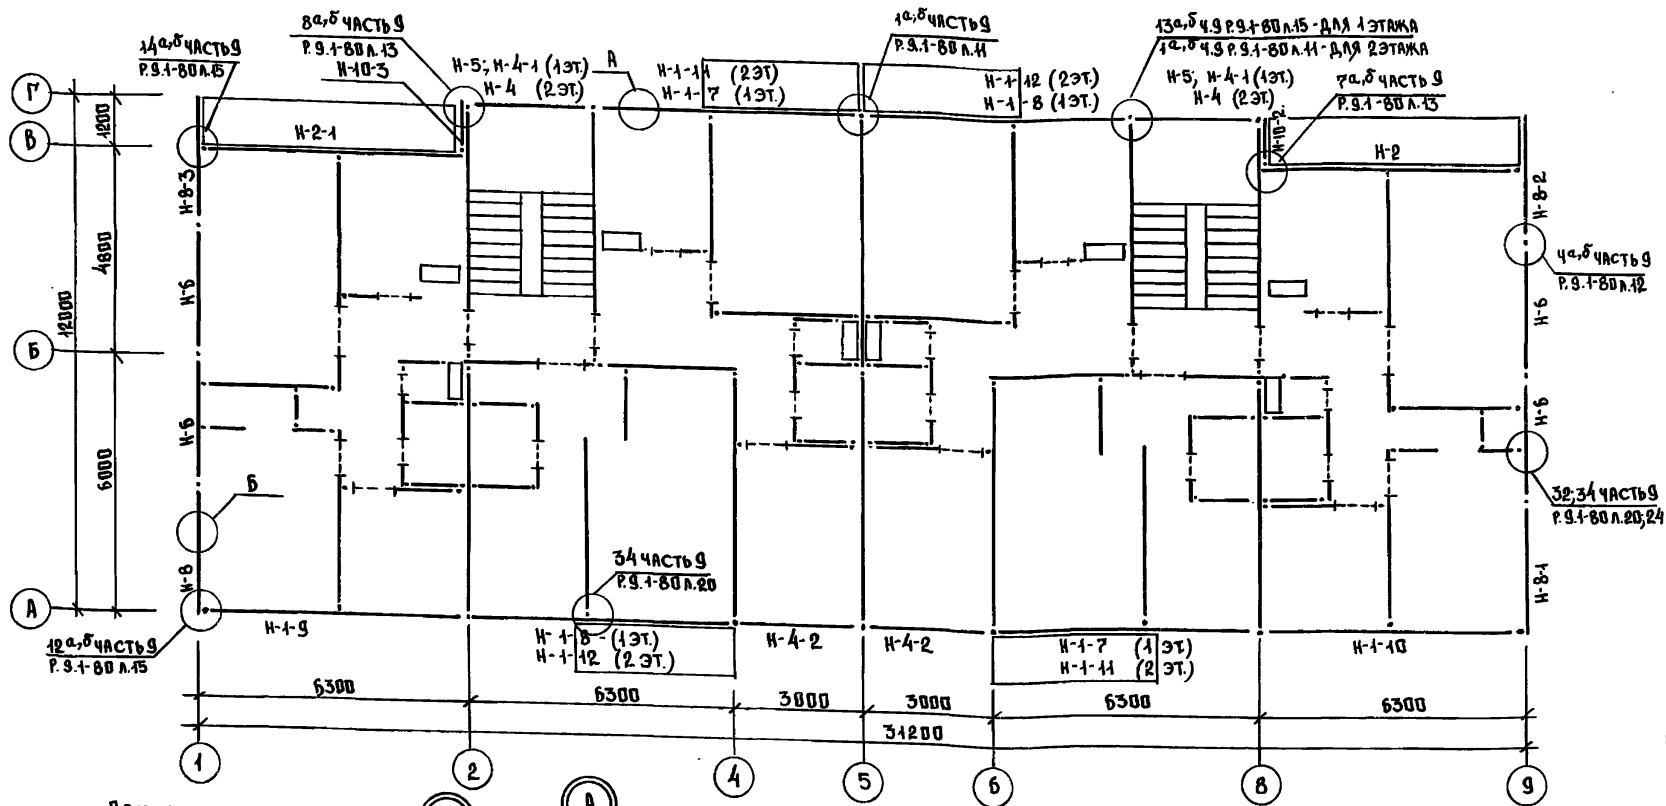 8а,б ЧАСТЬ 9
Р.9.1-80 Л.13
Н-10-3
14а,б ЧАСТЬ 9
Р.9.1-80 Л.15
Н-5; Н-4-1 (1ЭТ.)
Н-4 (2ЭТ.)
А
Н-1-11 (2ЭТ)
Н-1-7 (1ЭТ.)
1а,б ЧАСТЬ 9
Р.9.1-80 Л.11
Н-1-12 (2ЭТ.)
Н-1-8 (1ЭТ.)
13а,б Ч.9 Р.9.1-80 Л.15 - ДЛЯ 1 ЭТАЖА
1а,б Ч.9 Р.9.1-80 Л.11 - ДЛЯ 2 ЭТАЖА
Н-5; Н-4-1 (1ЭТ.)
Н-4 (2ЭТ.)
7а,б ЧАСТЬ 9
Р.9.1-80 Л.13
Г
1200
В
Н-2-1
Н-10-2
Н-2
Н-8-3
Н-8-2
4800
12000
Н-6
4а,б ЧАСТЬ 9
Р.9.1-80 Л.12
Н-6
Б
Н-6
Н-6
6000
Б
32;34 ЧАСТЬ 9
Р.9.1-80 Л.20;24
34 ЧАСТЬ 9
Р.9.1-80 Л.20
Н-8
Н-8-1
А
12а,б ЧАСТЬ 9
Р.9.1-80 Л.15
Н-1-9
Н-1-8 (1ЭТ.)
Н-1-12 (2 ЭТ.)
Н-4-2
Н-4-2
Н-1-7 (1 ЭТ.)
Н-1-11 (2 ЭТ.)
Н-1-10
6300
6300
3000
3000
6300
6300
31200
1
2
4
5
6
8
9
А